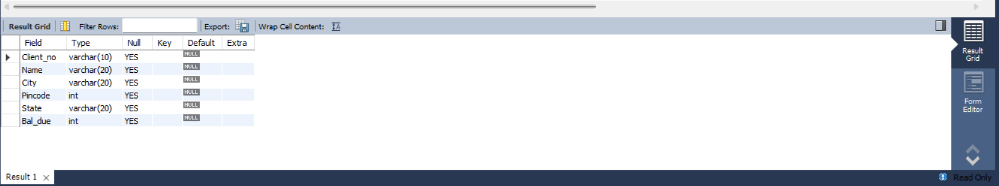 Result Grid Filter Rows: Export: Wrap Cell Content: IA
Field Type Null Key Default Extra
Client_no varchar(10) YES NULL
Name varchar(20) YES NULL
City varchar(20) YES NULL
Pincode int YES NULL
State varchar(20) YES NULL
Bal_due int YES NULL
Result
Grid
Form
Editor
Result 1 ×
Read Only